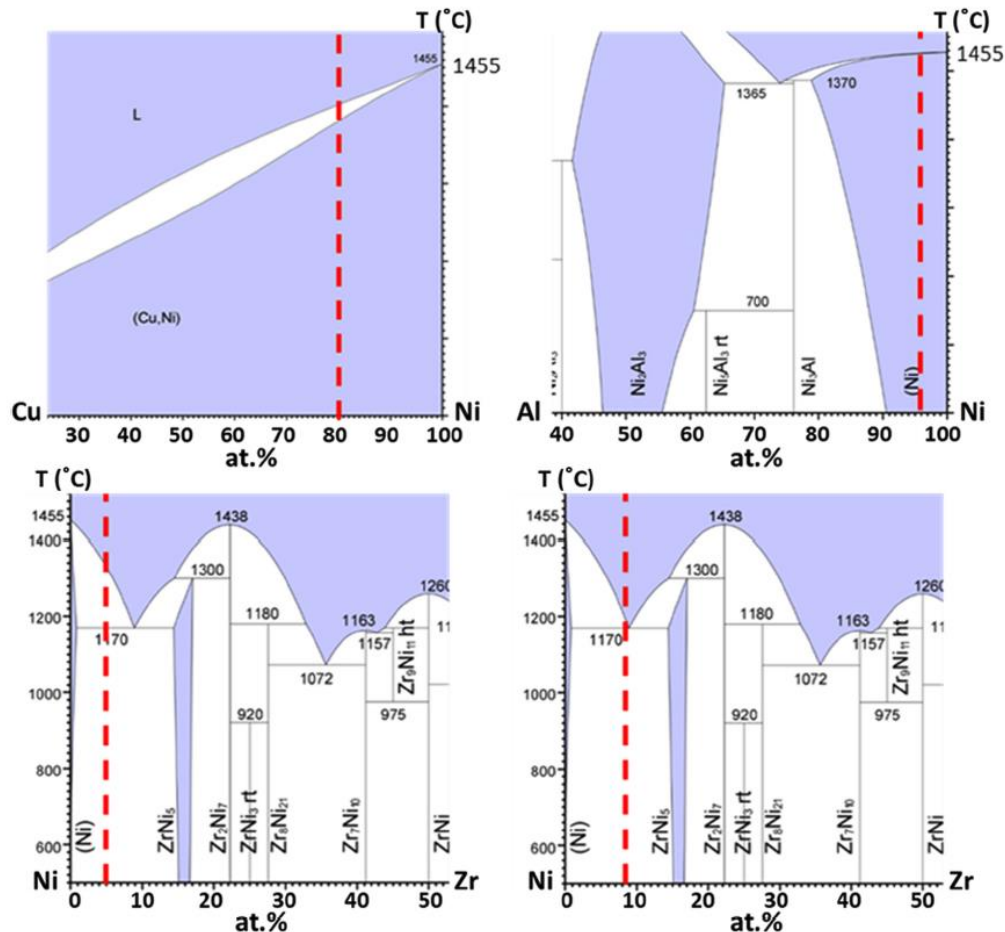 T (˚C)
1455
1455
L
(Cu,Ni)
Cu
Ni
30 40 50 60 70 80 90 100
at.%
T (˚C)
1455
1365
1370
700
Ni₂Al₃
Ni₅Al₃ rt
Ni₃Al
(Ni)
Al
Ni
40 50 60 70 80 90 100
at.%
T (˚C)
1455
1400
1200
1000
800
600
1438
1300
1180
1163
1260
1170
1157
1072
975
920
11
(Ni)
ZrNi₅
Zr₂Ni₇
ZrNi₃ rt
Zr₈Ni₂₁
Zr₇Ni₁₀
Zr₉Ni₁₁ ht
ZrNi
Ni
Zr
0 10 20 30 40 50
at.%
T (˚C)
1455
1400
1200
1000
800
600
1438
1300
1180
1163
1260
1170
1157
1072
975
920
11
(Ni)
ZrNi₅
Zr₂Ni₇
ZrNi₃ rt
Zr₈Ni₂₁
Zr₇Ni₁₀
Zr₉Ni₁₁ ht
ZrNi
Ni
Zr
0 10 20 30 40 50
at.%